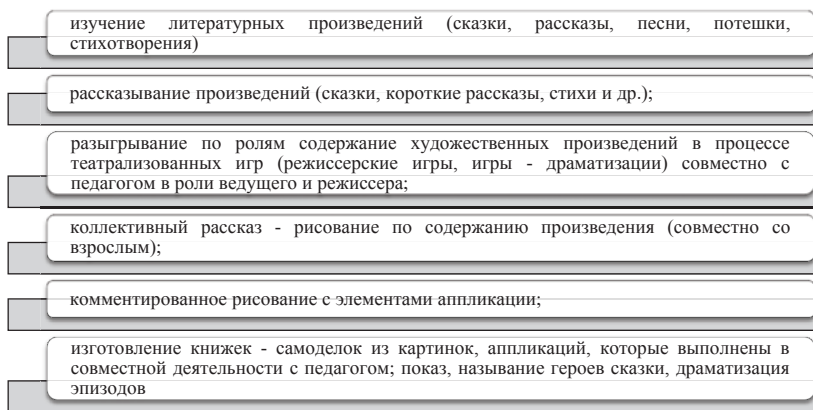 изучение литературных произведений (сказки, рассказы, песни, потешки,
стихотворения)
рассказывание произведений (сказки, короткие рассказы, стихи и др.);
разыгрывание по ролям содержание художественных произведений в процессе
театрализованных игр (режиссерские игры, игры - драматизации) совместно с
педагогом в роли ведущего и режиссера;
коллективный рассказ - рисование по содержанию произведения (совместно со
взрослым);
комментированное рисование с элементами аппликации;
изготовление книжек - самоделок из картинок, аппликаций, которые выполнены в
совместной деятельности с педагогом; показ, называние героев сказки, драматизация
эпизодов